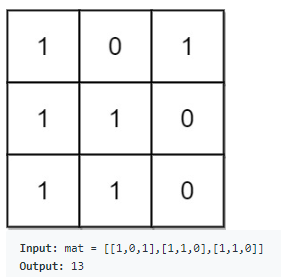 1 0 1
1 1 0
1 1 0
Input: mat = [[1,0,1],[1,1,0],[1,1,0]]
Output: 13